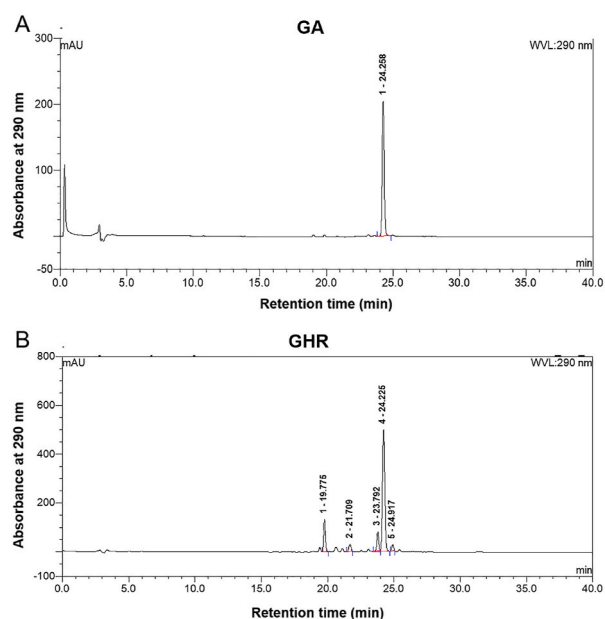 A
GA
mAU
WVL:290 nm
300
200
100
-50
Absorbance at 290 nm
1 - 24.258
min
0.0 5.0 10.0 15.0 20.0 25.0 30.0 35.0 40.0
Retention time (min)
B
GHR
mAU
WVL:290 nm
800
600
400
200
-100
Absorbance at 290 nm
1 - 19.775
2 - 21.709
3 - 23.792
4 - 24.225
5 - 24.917
min
0.0 5.0 10.0 15.0 20.0 25.0 30.0 35.0 40.0
Retention time (min)